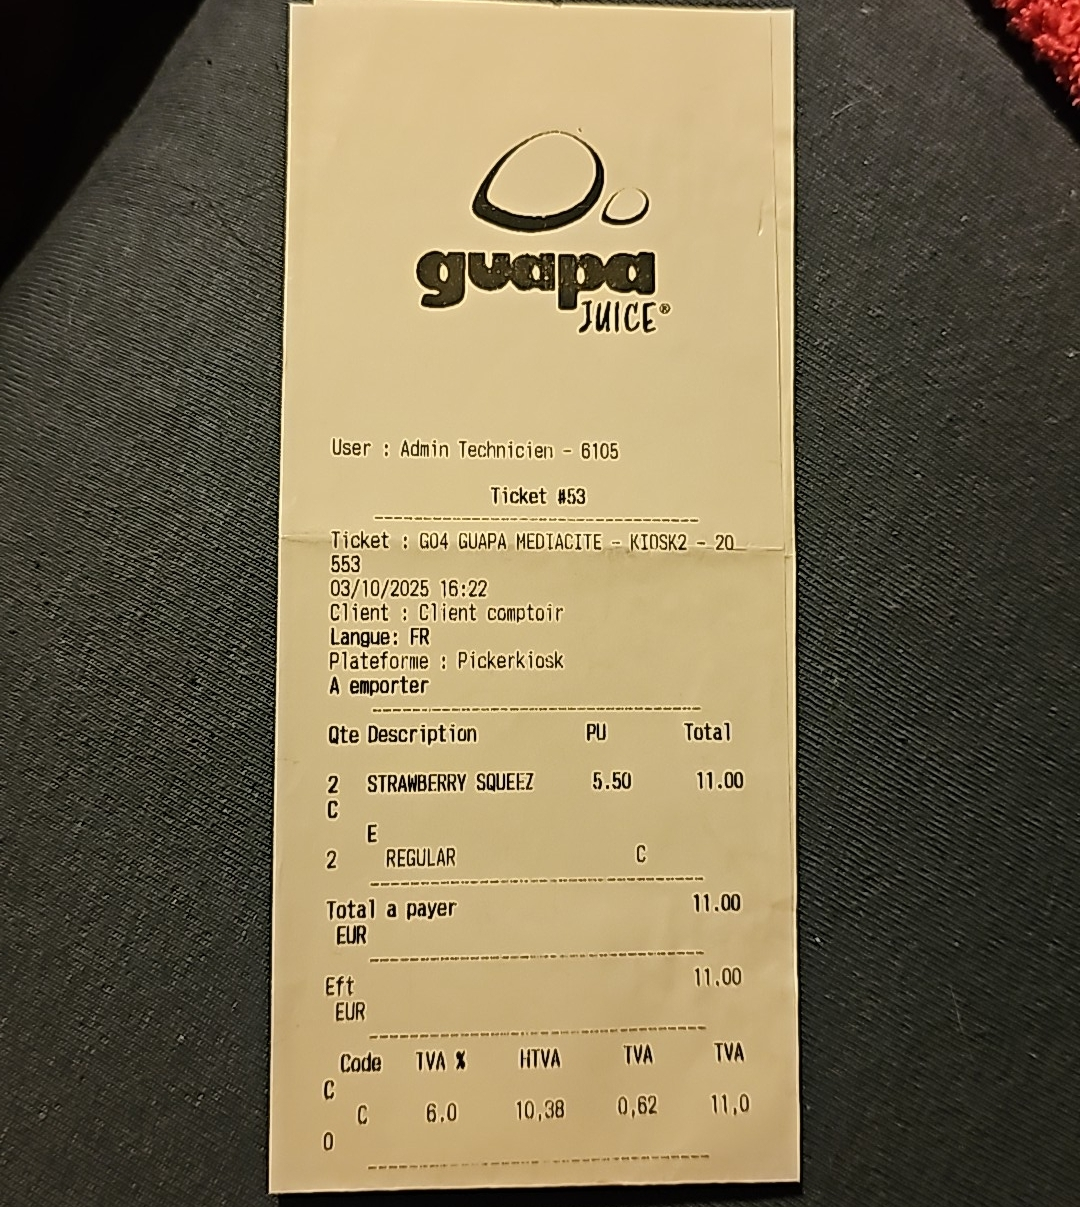 guapa
JUICE®
User : Admin Technicien - 6105
Ticket #53
Ticket : GO4 GUAPA MEDIACITE - KIOSK2 - 20
553
03/10/2025 16:22
Client : Client comptoir
Langue: FR
Plateforme : Pickerkiosk
A emporter
Qte Description PU Total
2 STRAWBERRY SQUEEZ 5.50 11.00
C
E
2 REGULAR C
Total a payer 11.00
EUR
Eft 11.00
EUR
Code TVA % HTVA TVA TVA
C
C 6.0 10,38 0,62 11,0
0